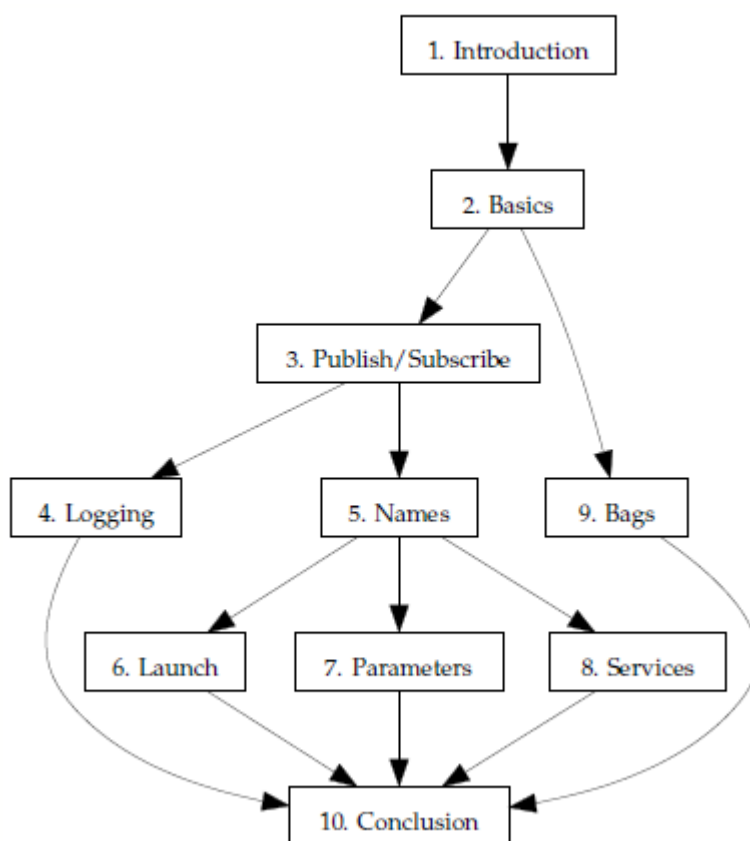 1. Introduction
2. Basics
3. Publish/Subscribe
4. Logging
5. Names
9. Bags
6. Launch
7. Parameters
8. Services
10. Conclusion